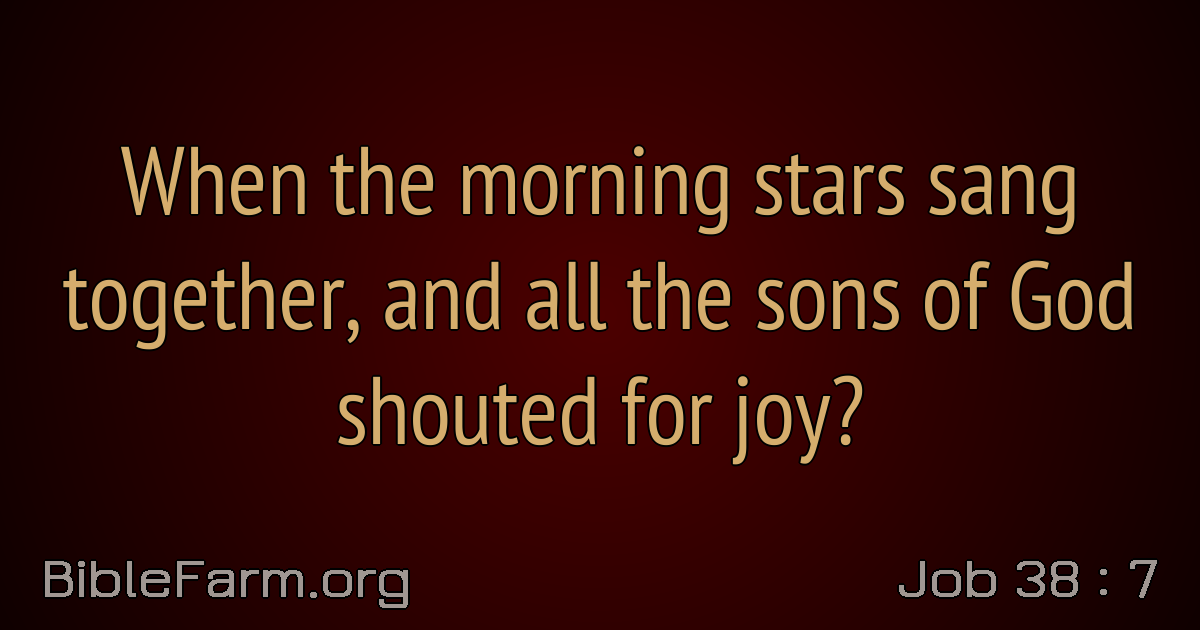 When the morning stars sang
together, and all the sons of God
shouted for joy?
BibleFarm.org
Job 38 : 7